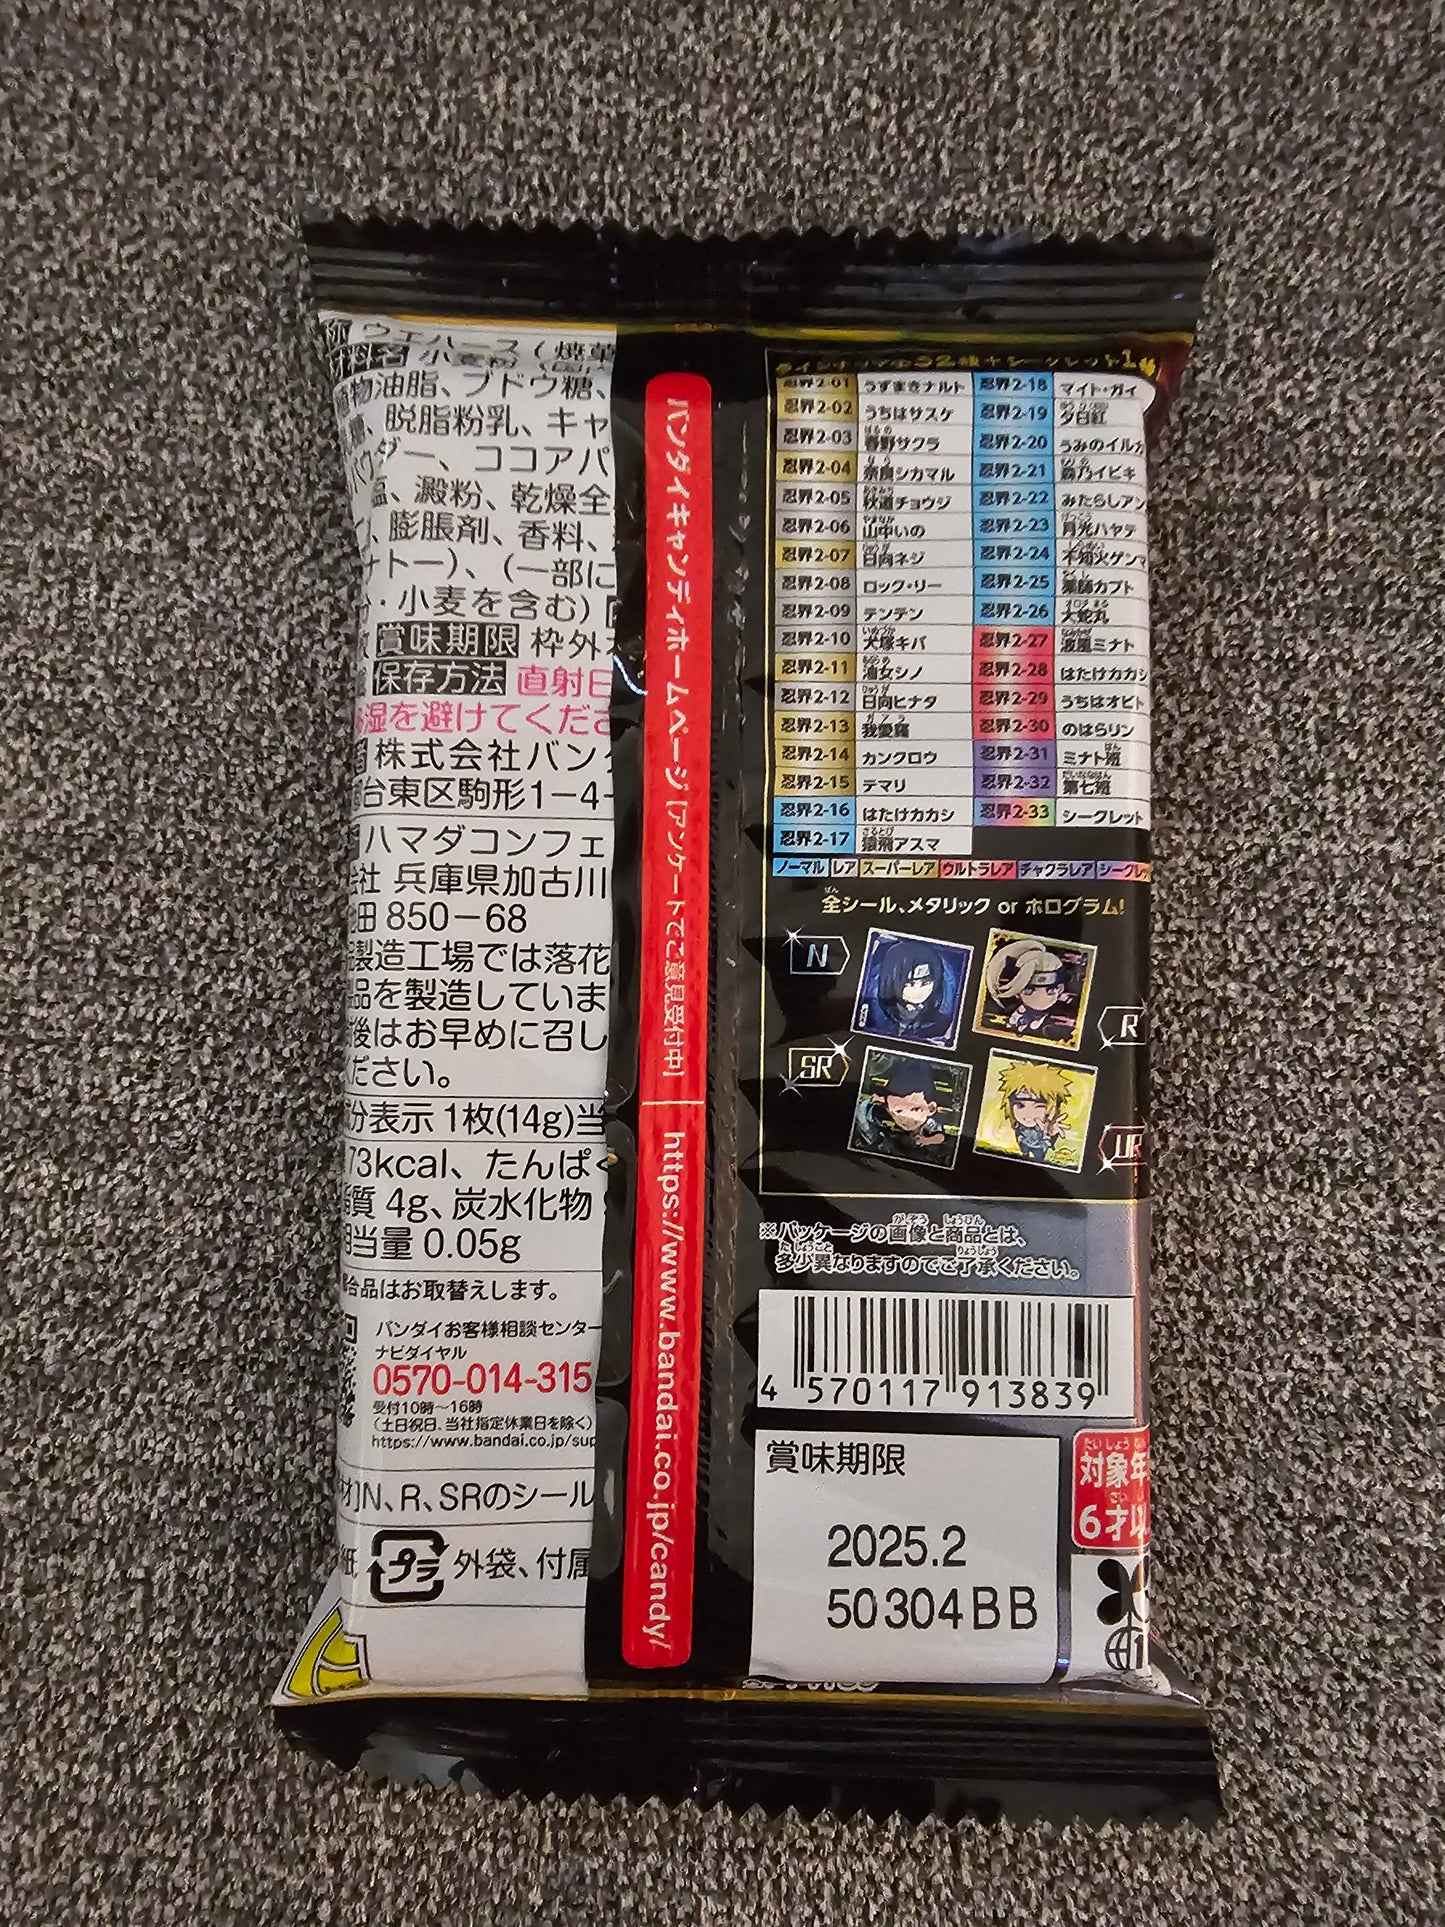 称 ウエハース(焼菓
材料名 小麦粉(国内
植物油脂、ブドウ糖、
、脱脂粉乳、キャ
パウダー、ココアパ
塩、澱粉、乾燥全
、膨脹剤、香料、
ナトー)、(一部に
分・小麦を含む)
賞味期限 枠外
保存方法 直射日
湿を避けてくださ
株式会社バンダ
台東区駒形1-4-
ハマダコンフェ
会社 兵庫県加古川
田850-68
製造工場では落花
品を製造していま
後はお早めに召し
ださい。
分表示 1枚(14g)当
73kcal、たんぱく
脂質 4g、炭水化物
相当量 0.05g
合品はお取替えします。
バンダイお客様相談センター
ナビダイヤル
0570-014-315
受付10時～16時
(土日祝日、当社指定休業日を除く)
https://www.bandai.co.jp/sup
材]N、R、SRのシール
紙 プラ 外袋、付属
バンダイキャンディホームページ [アンケートでご意見受付中] https://www.bandai.co.jp/candy/
忍界2-01 うずまきナルト
忍界2-02 うちはサスケ
忍界2-03 春野サクラ
忍界2-04 奈良シカマル
忍界2-05 秋道チョウジ
忍界2-06 山中いの
忍界2-07 日向ネジ
忍界2-08 ロック・リー
忍界2-09 テンテン
忍界2-10 犬塚キバ
忍界2-11 油女シノ
忍界2-12 日向ヒナタ
忍界2-13 我愛羅
忍界2-14 カンクロウ
忍界2-15 テマリ
忍界2-16 はたけカカシ
忍界2-17 猿飛アスマ
忍界2-18 マイト・ガイ
忍界2-19 夕日紅
忍界2-20 うみのイルカ
忍界2-21 森乃イビキ
忍界2-22 みたらしアン
忍界2-23 月光ハヤテ
忍界2-24 不知火ゲンマ
忍界2-25 薬師カブト
忍界2-26 大蛇丸
忍界2-27 波風ミナト
忍界2-28 はたけカカシ
忍界2-29 うちはオビト
忍界2-30 のはらリン
忍界2-31 ミナト班
忍界2-32 第七班
忍界2-33 シークレット
ノーマル レア スーパーレア ウルトラレア チャクラレア シークレ
全シール、メタリック or ホログラム!
N
R
SR
UR
※パッケージの画像と商品とは、
多少異なりますのでご了承ください。
4 570117 913839
賞味期限
2025.2
50304BB
対象年
6才以